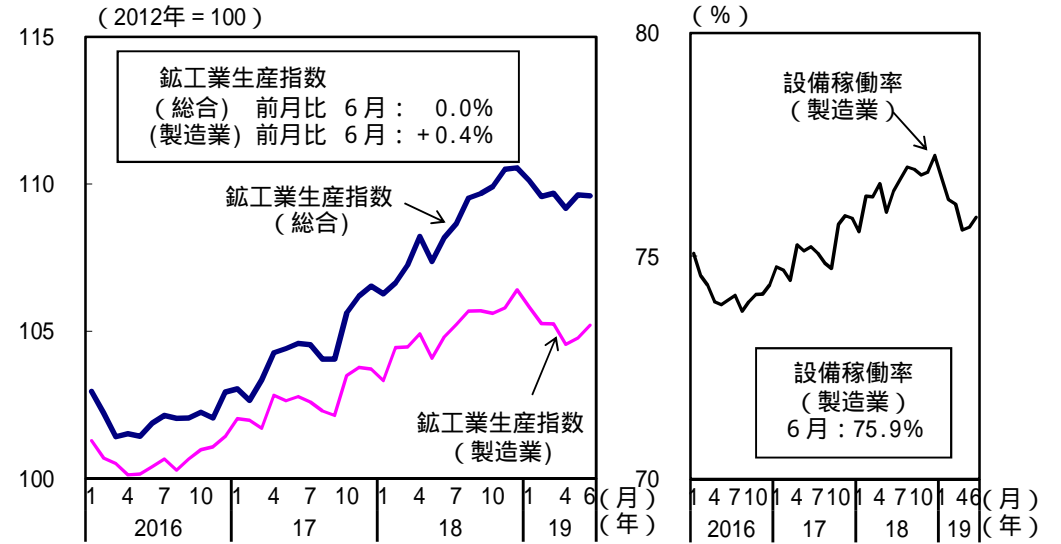 （2012年＝100）
115
110
105
100
鉱工業生産指数
（総合） 前月比 6月： 0.0%
(製造業) 前月比 6月：+0.4%
鉱工業生産指数
（総合)
鉱工業生産指数
（製造業)
1 4 7 10 1 4 7 10 1 4 7 10 1 4 6 (月)
2016 17 18 19 (年)
（%）
80
75
70
設備稼働率
（製造業）
設備稼働率
（製造業）
6月：75.9%
1 4 7 10 1 4 7 10 1 4 7 10 1 4 6 (月)
2016 17 18 19 (年)